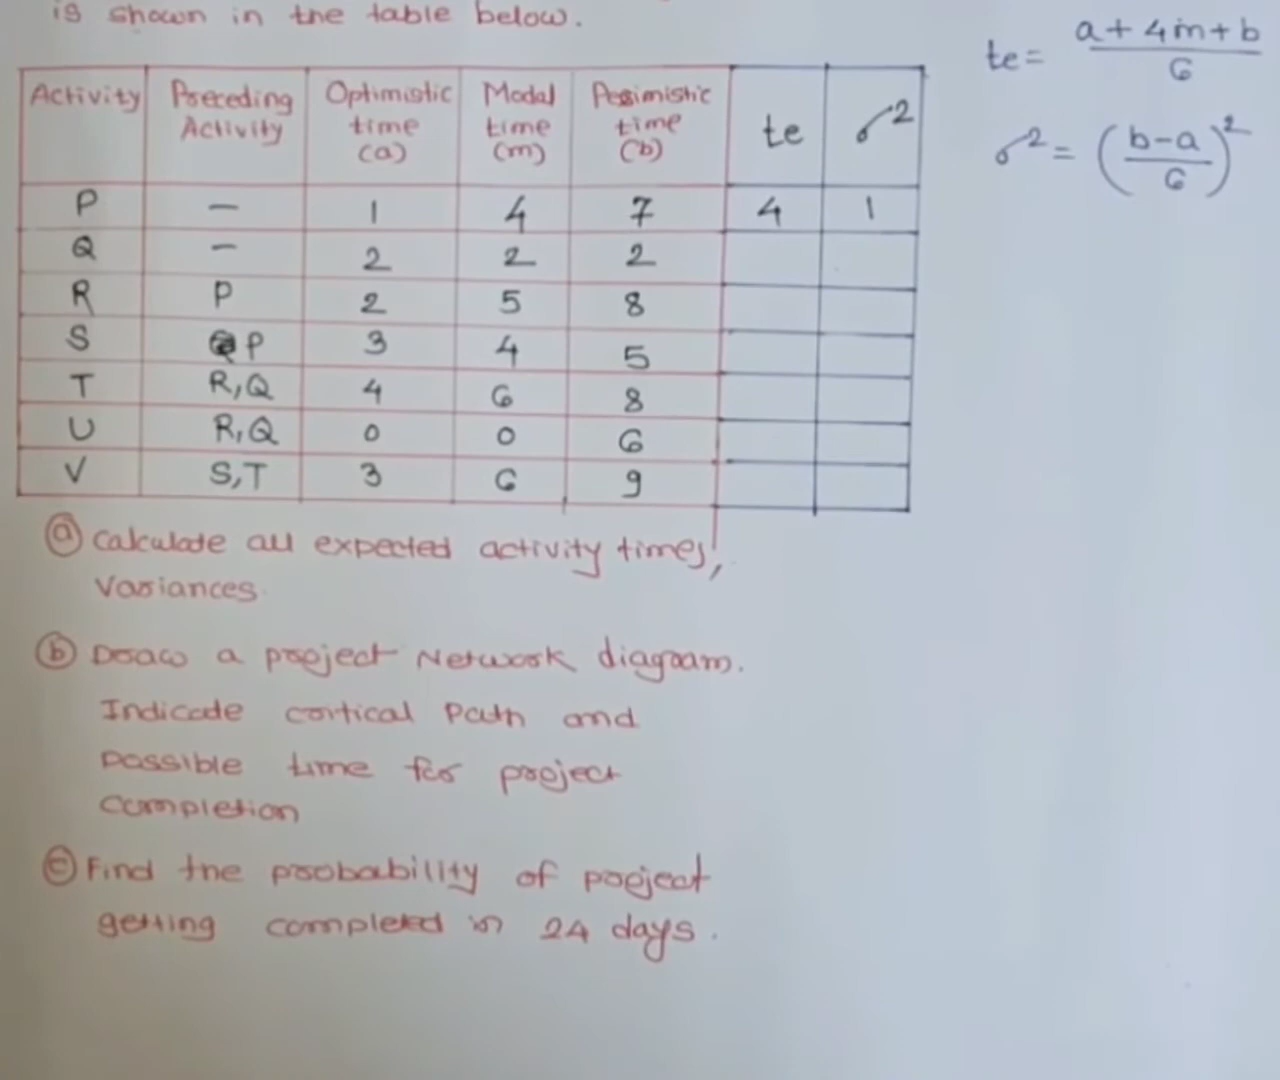 is shown in the table below.
te = a + 4m + b / 6
σ² = (b - a / 6)²
Activity Preceding Activity Optimistic time (a) Modal time (m) Pessimistic time (b) te σ²
P — 1 4 7 4 1
Q — 2 2 2
R P 2 5 8
S P 3 4 5
T R,Q 4 6 8
U R,Q 0 0 6
V S,T 3 6 9
(a) Calculate all expected activity times,
Variances.
(b) Draw a project Network diagram.
Indicate critical Path and
possible time for project
completion
(c) Find the probability of project
getting completed in 24 days.